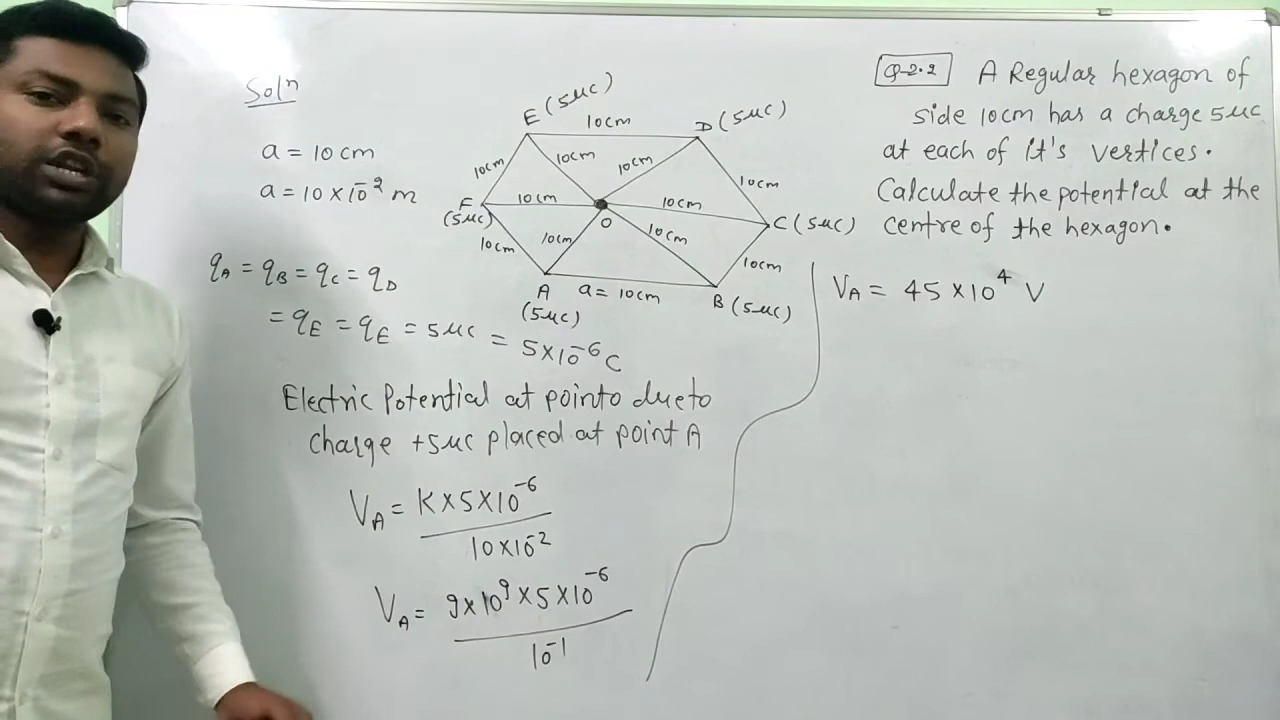 Q-2.2 A Regular hexagon of
side 10cm has a charge 5μc
at each of it's vertices.
Calculate the potential at the
centre of the hexagon.
Solⁿ
a = 10 cm
a = 10 × 10⁻² m
E (5μc)
10cm
D (5μc)
10cm
10cm
10cm
10cm
F
(5μc)
10cm
10cm
C (5μc)
O
10cm
10cm
10cm
10cm
A
(5μc)
a = 10cm
B (5μc)
q_A = q_B = q_C = q_D
= q_E = q_E = 5μc = 5×10⁻⁶ C
Electric Potential at point o due to
charge +5μc placed at point A
V_A = K×5×10⁻⁶
10×10⁻²
V_A = 9×10⁹×5×10⁻⁶
10⁻¹
V_A = 45×10⁴ V